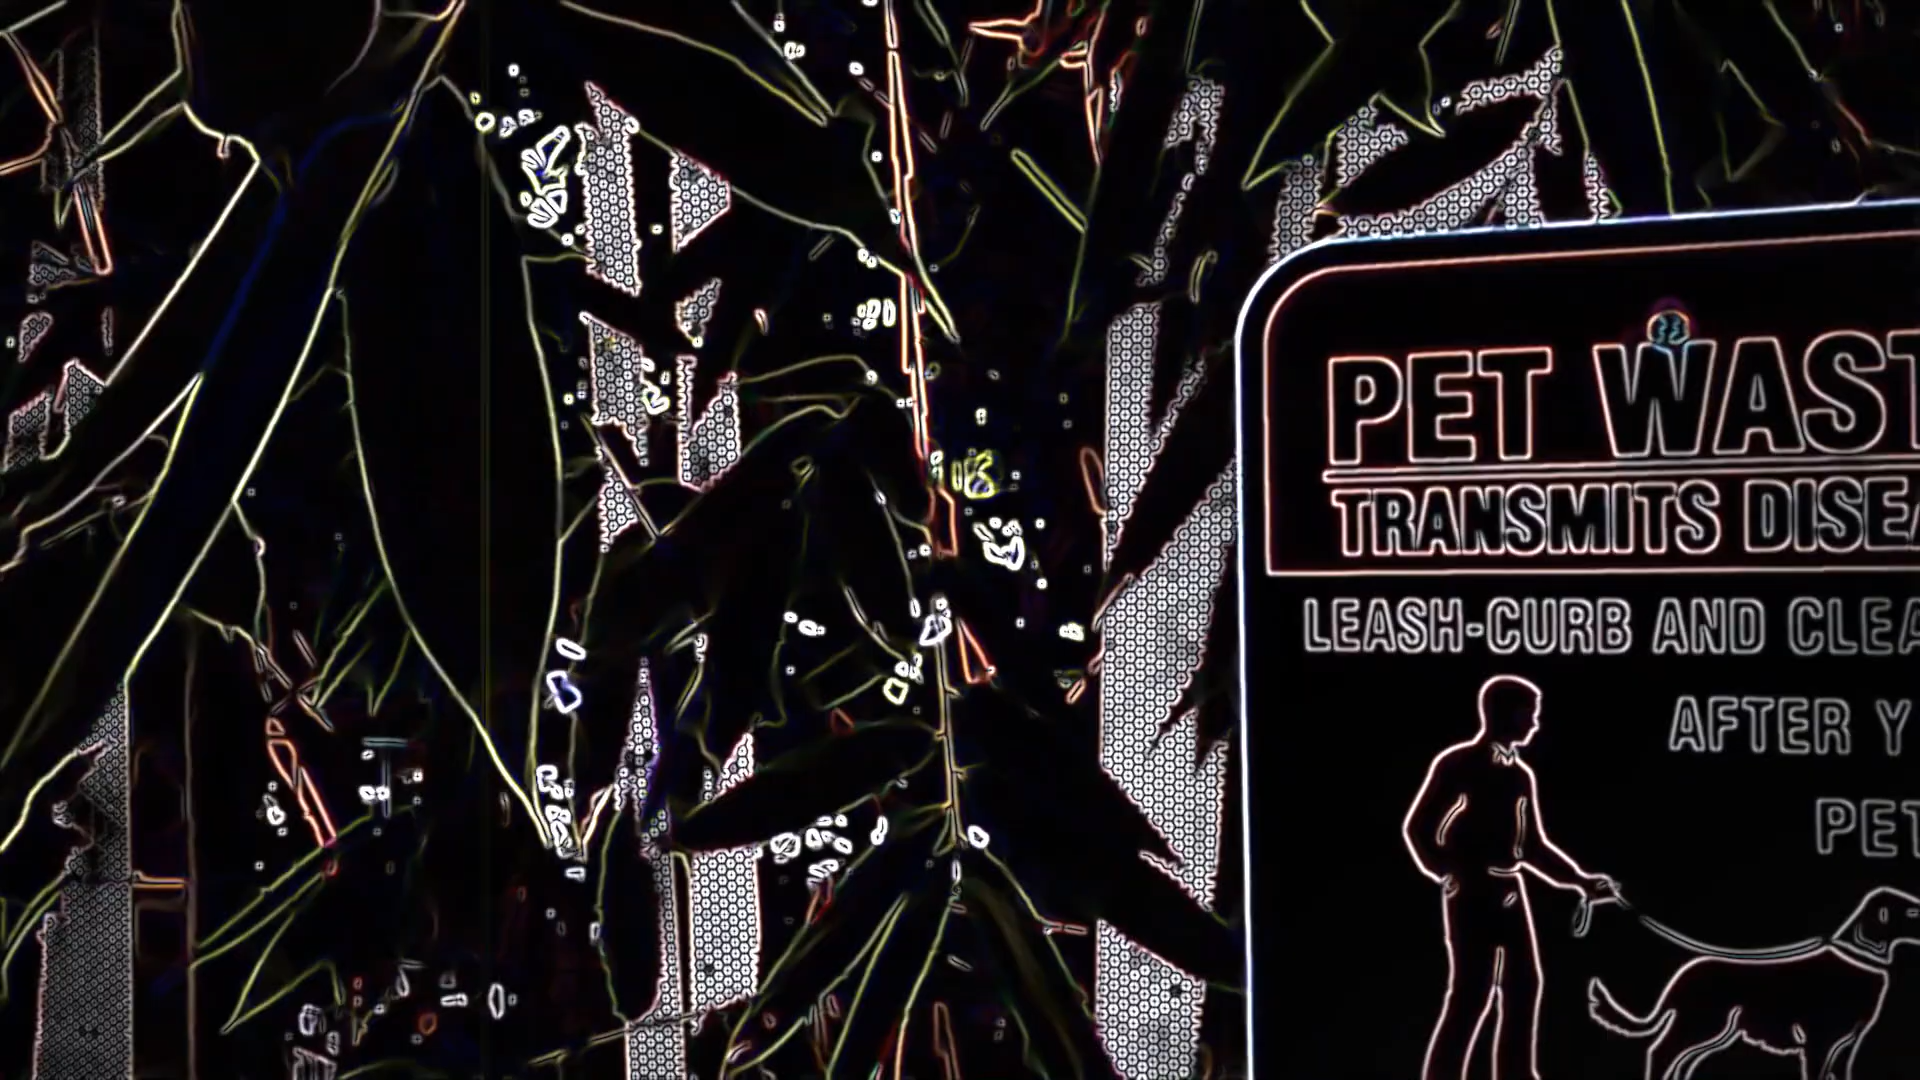 PET WAST
TRANSMITS DISEA
LEASH-CURB AND CLEA
AFTER Y
PET